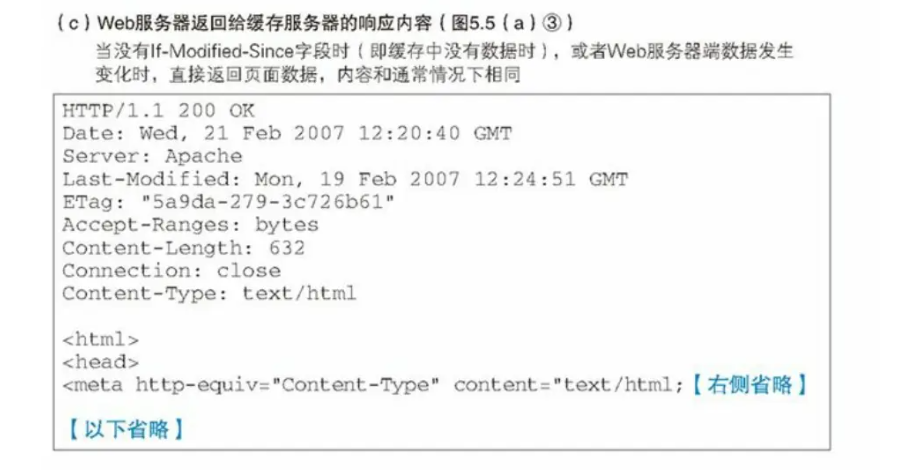 （c）Web服务器返回给缓存服务器的响应内容（图5.5（a）③）
当没有If-Modified-Since字段时（即缓存中没有数据时），或者Web服务器端数据发生
变化时，直接返回页面数据，内容和通常情况下相同
HTTP/1.1 200 OK
Date: Wed, 21 Feb 2007 12:20:40 GMT
Server: Apache
Last-Modified: Mon, 19 Feb 2007 12:24:51 GMT
ETag: "5a9da-279-3c726b61"
Accept-Ranges: bytes
Content-Length: 632
Connection: close
Content-Type: text/html
<html>
<head>
<meta http-equiv="Content-Type" content="text/html;【右侧省略】
【以下省略】